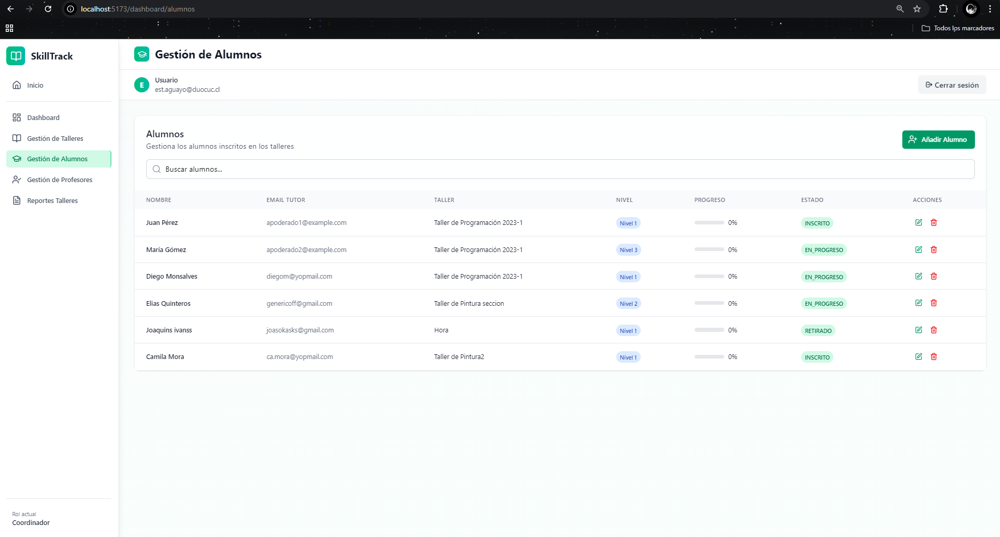 localhost:5173/dashboard/alumnos
Todos los marcadores
SkillTrack
Inicio
Dashboard
Gestión de Talleres
Gestión de Alumnos
Gestión de Profesores
Reportes Talleres
Rol actual
Coordinador
Gestión de Alumnos
E
Usuario
est.aguayo@duocuc.cl
Cerrar sesión
Alumnos
Gestiona los alumnos inscritos en los talleres
Añadir Alumno
Buscar alumnos...
NOMBRE EMAIL TUTOR TALLER NIVEL PROGRESO ESTADO ACCIONES
Juan Pérez apoderado1@example.com Taller de Programación 2023-1 Nivel 1 0% INSCRITO
María Gómez apoderado2@example.com Taller de Programación 2023-1 Nivel 3 0% EN_PROGRESO
Diego Monsalves diegom@yopmail.com Taller de Programación 2023-1 Nivel 1 0% EN_PROGRESO
Elias Quinteros genericoff@gmail.com Taller de Pintura seccion Nivel 2 0% EN_PROGRESO
Joaquins ivanss joasokasks@gmail.com Hora Nivel 1 0% RETIRADO
Camila Mora ca.mora@yopmail.com Taller de Pintura2 Nivel 1 0% INSCRITO